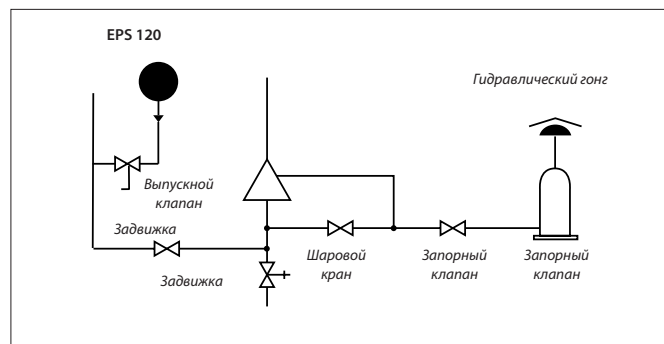 EPS 120
Гидравлический гонг
Выпускной
клапан
Задвижка
Задвижка
Шаровой
кран
Запорный
клапан
Запорный
клапан